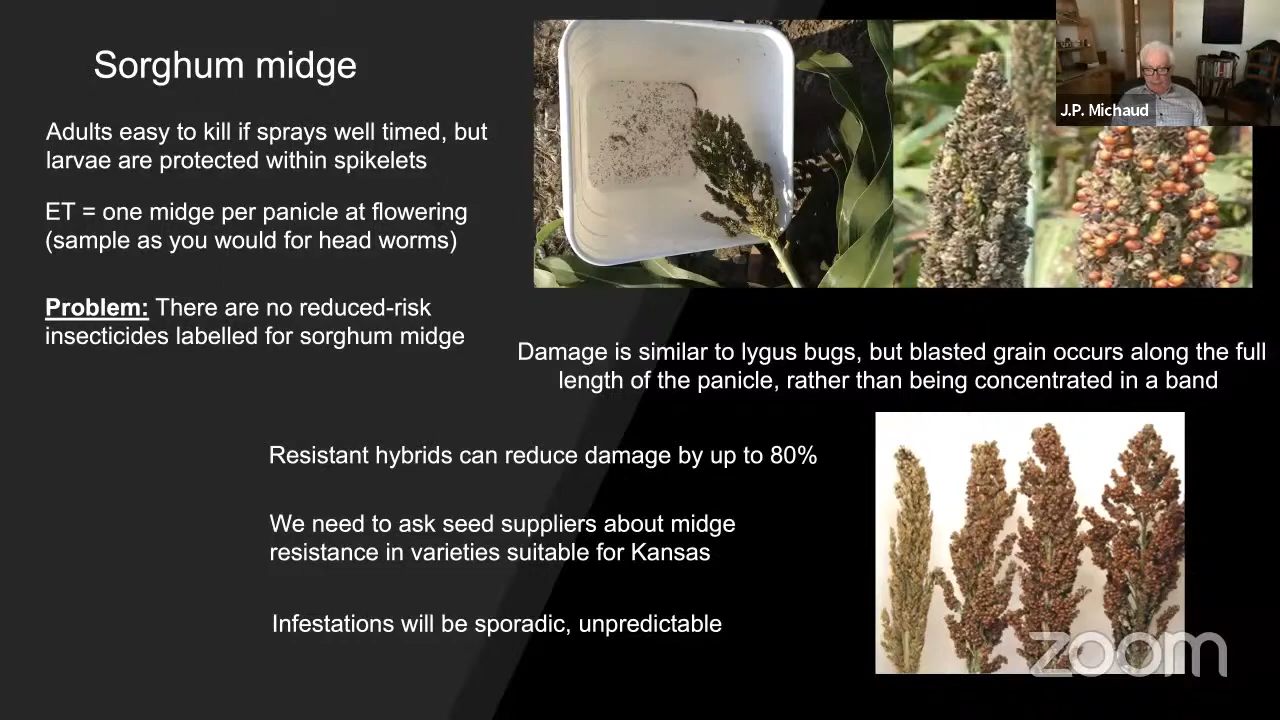 Sorghum midge
J.P. Michaud
Adults easy to kill if sprays well timed, but
larvae are protected within spikelets
ET = one midge per panicle at flowering
(sample as you would for head worms)
Problem: There are no reduced-risk
insecticides labelled for sorghum midge
Damage is similar to lygus bugs, but blasted grain occurs along the full
length of the panicle, rather than being concentrated in a band
Resistant hybrids can reduce damage by up to 80%
We need to ask seed suppliers about midge
resistance in varieties suitable for Kansas
Infestations will be sporadic, unpredictable
zoom